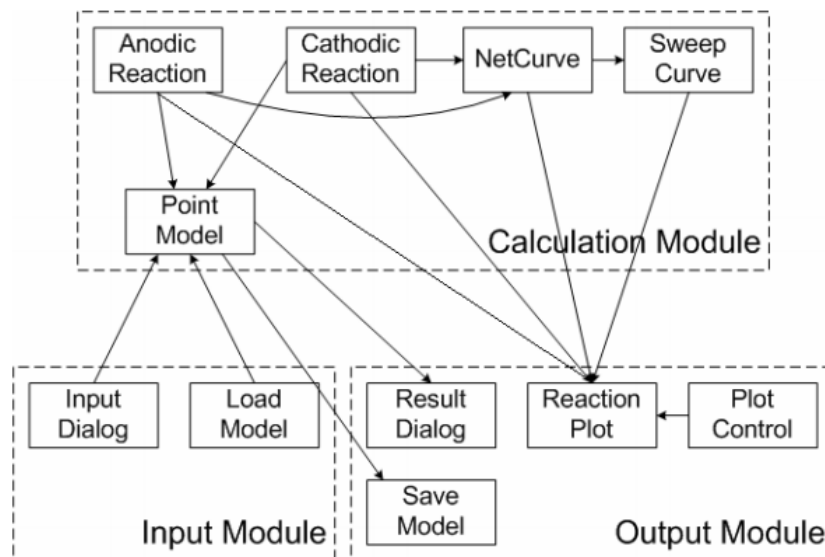 Anodic
Reaction
Cathodic
Reaction
NetCurve
Sweep
Curve
Point
Model
Calculation Module
Input
Dialog
Load
Model
Result
Dialog
Reaction
Plot
Plot
Control
Save
Model
Input Module
Output Module